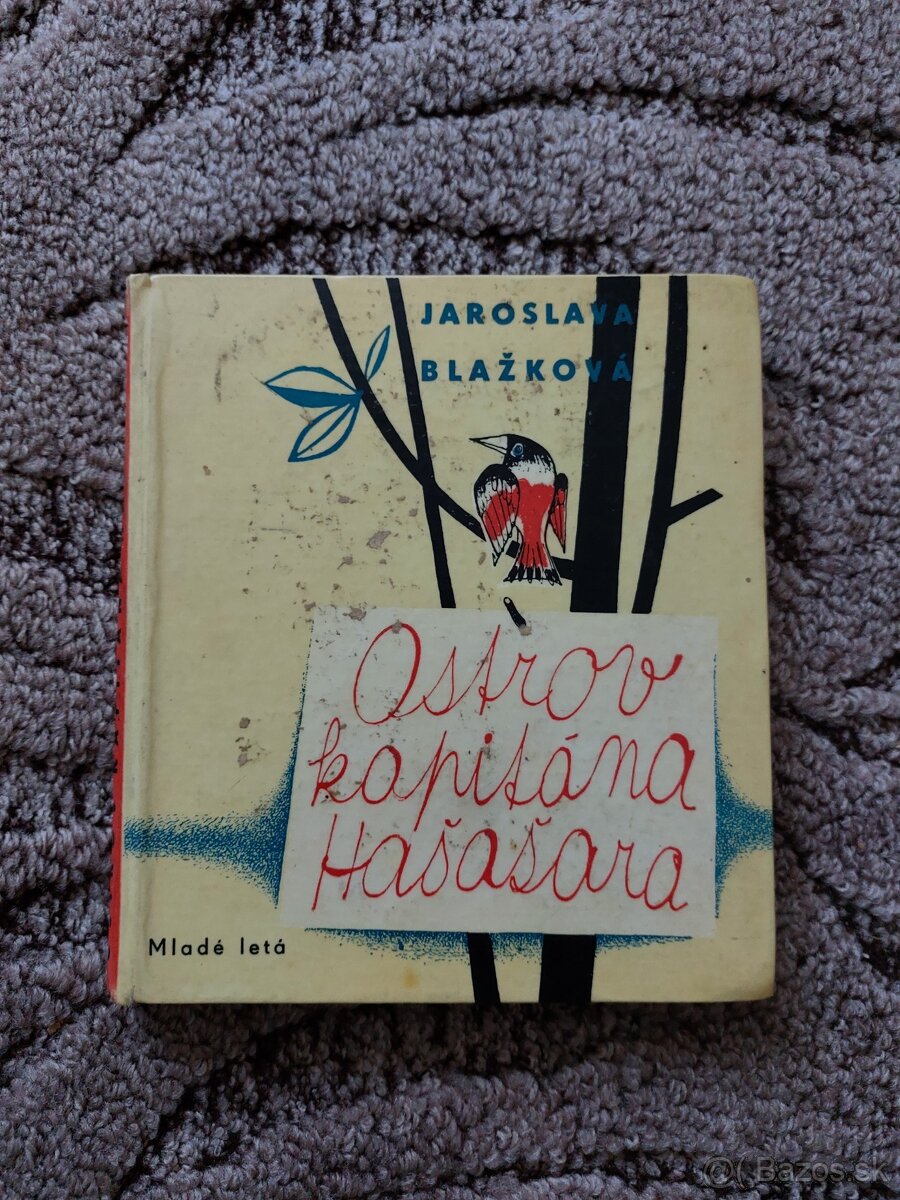 JAROSLAVA
BLAŽKOVÁ
Ostrov
kapitána
Hašašara
Mladé letá
Bazos.sk